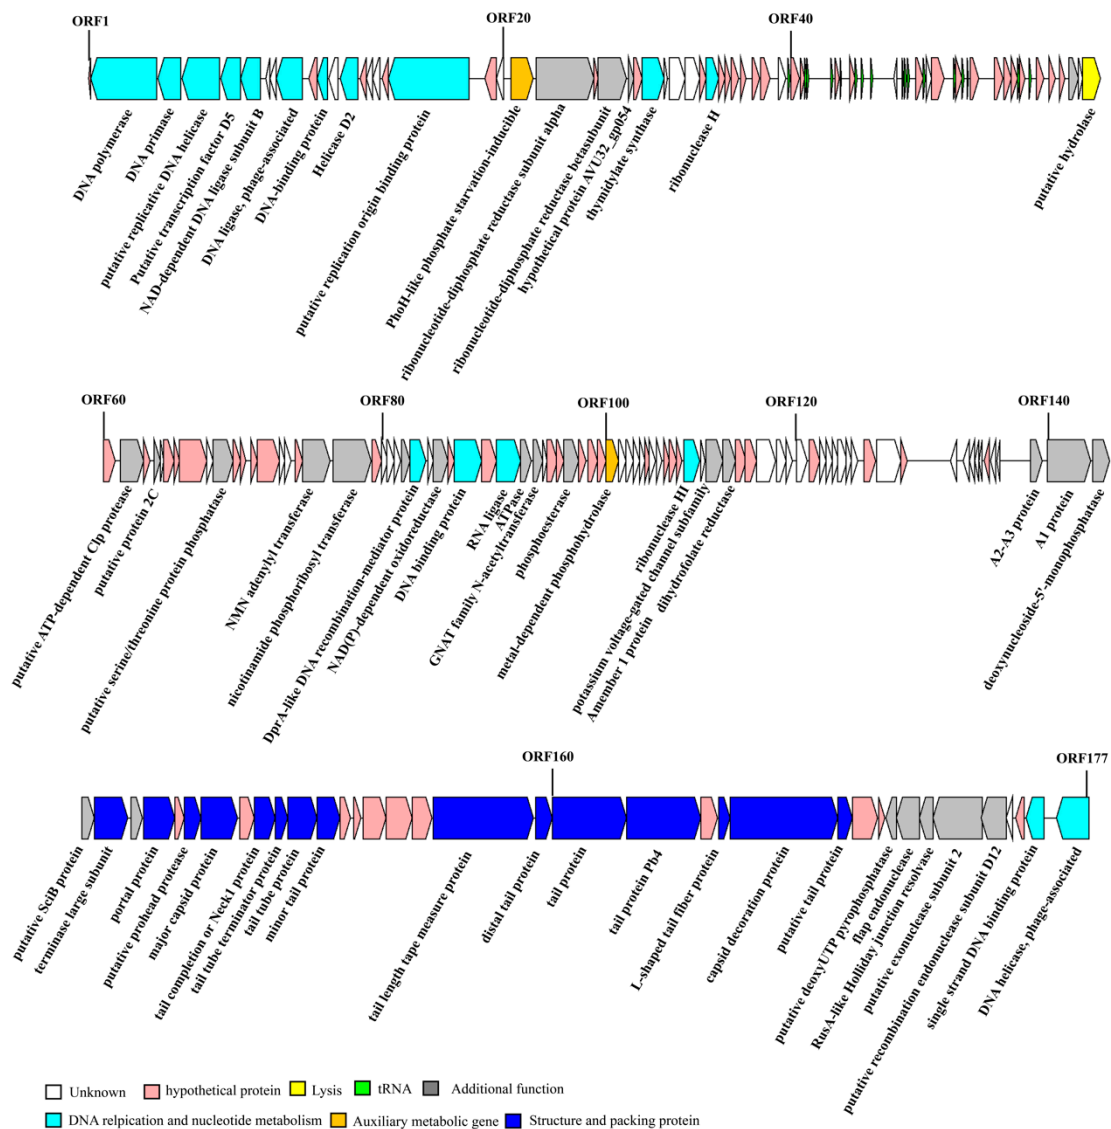 ORF1
ORF20
ORF40
DNA polymerase
DNA primase
putative replicative DNA helicase
Putative transcription factor D5
NAD-dependent DNA ligase subunit B
DNA ligase, phage-associated
DNA-binding protein
Helicase D2
putative replication origin binding protein
PhoH-like phosphate starvation-inducible
ribonucleotide-diphosphate reductase subunit alpha
ribonucleotide-diphosphate reductase betasubunit
hypothetical protein AVU32_gp054
thymidylate synthase
ribonuclease H
putative hydrolase
ORF60
ORF80
ORF100
ORF120
ORF140
putative ATP-dependent Clp protease
putative protein 2C
putative serine/threonine protein phosphatase
NMN adenylyl transferase
nicotinamide phosphoribosyl transferase
DprA-like DNA recombination-mediator protein
NAD(P)-dependent oxidoreductase
DNA binding protein
RNA ligase
ATPase
GNAT family N-acetyltransferase
phosphoesterase
metal-dependent phosphohydrolase
ribonuclease HI
potassium voltage-gated channel subfamily
Amember 1 protein
dihydrofolate reductase
A2-A3 protein
A1 protein
deoxynucleoside-5'-monophosphatase
ORF160
ORF177
putative SciB protein
terminase large subunit
portal protein
putative prohead protease
major capsid protein
tail completion or Neck1 protein
tail tube terminator protein
tail tube protein
minor tail protein
tail length tape measure protein
distal tail protein
tail protein
tail protein Pb4
L-shaped tail fiber protein
capsid decoration protein
putative tail protein
putative deoxyUTP pyrophosphatase
flap endonuclease
RusA-like Holliday junction resolvase
putative exonuclease subunit 2
putative recombination endonuclease subunit D12
single strand DNA binding protein
DNA helicase, phage-associated
Unknown hypothetical protein Lysis tRNA Additional function
DNA relpication and nucleotide metabolism Auxiliary metabolic gene Structure and packing protein